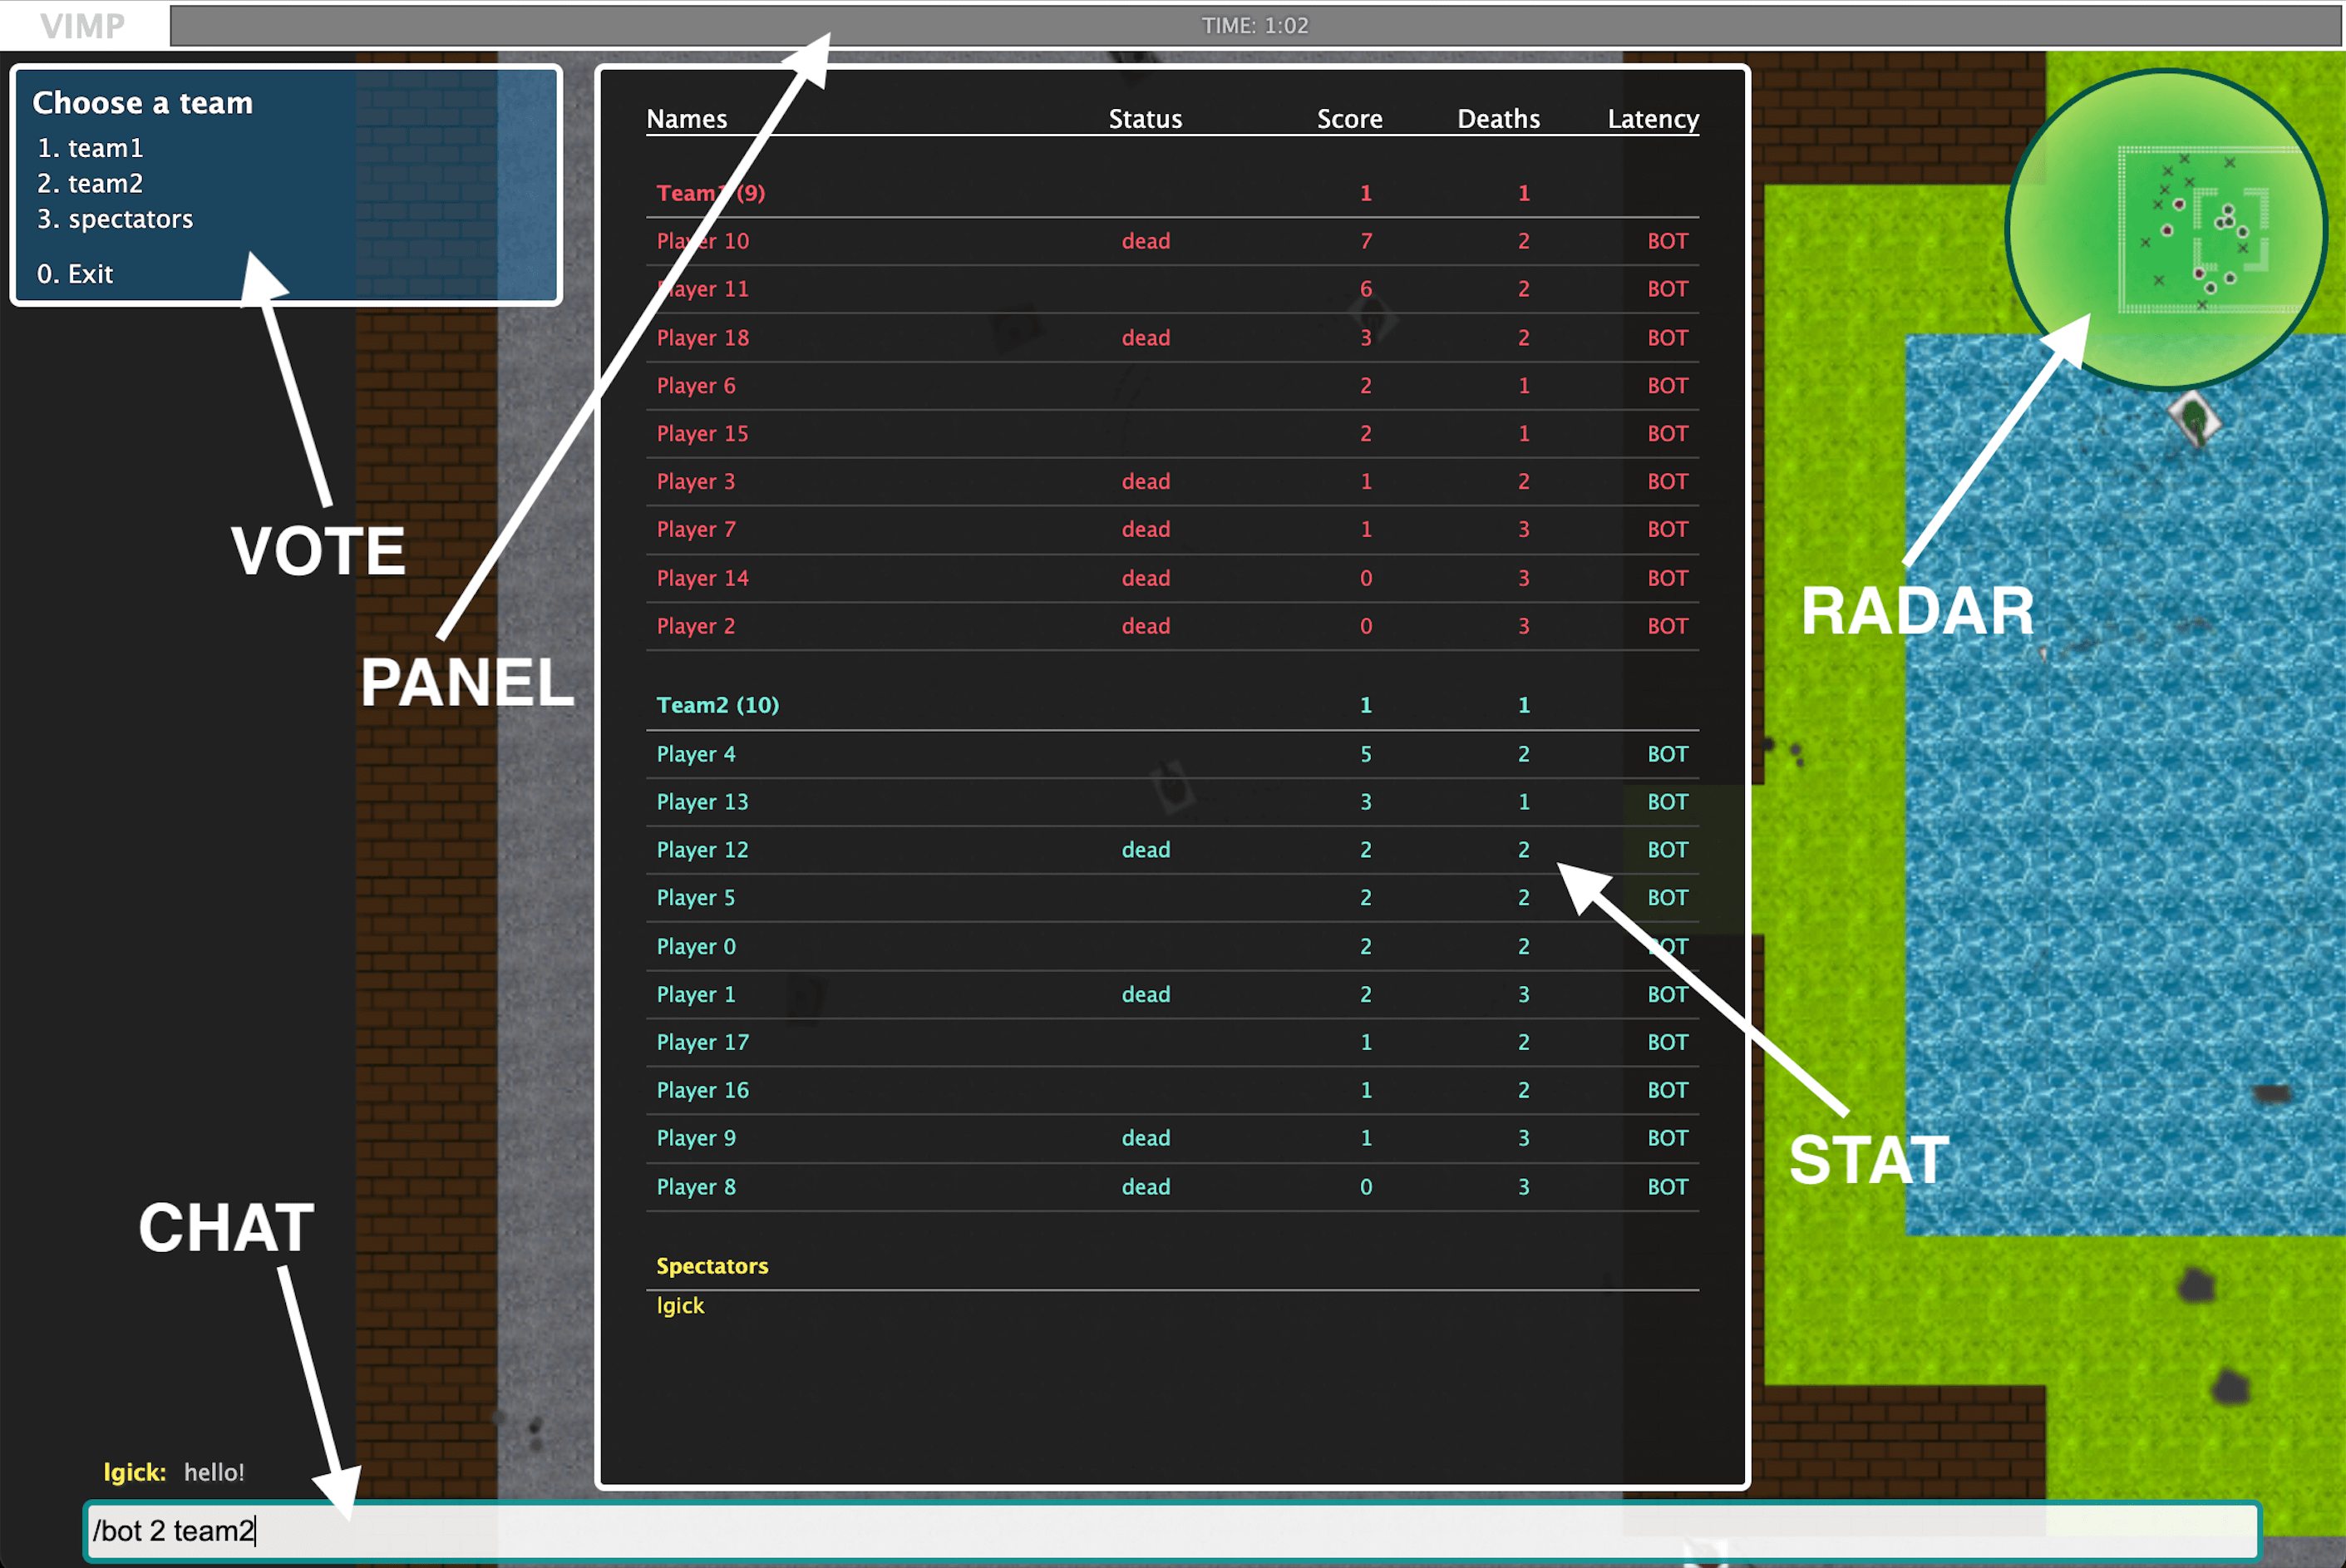 VIMP
TIME: 1:02
Choose a team
1. team1
2. team2
3. spectators
0. Exit
VOTE
PANEL
Names Status Score Deaths Latency
Team1 (9) 1 1
Player 10 dead 7 2 BOT
Player 11 6 2 BOT
Player 18 dead 3 2 BOT
Player 6 2 1 BOT
Player 15 2 1 BOT
Player 3 dead 1 2 BOT
Player 7 dead 1 3 BOT
Player 14 dead 0 3 BOT
Player 2 dead 0 3 BOT
Team2 (10) 1 1
Player 4 5 2 BOT
Player 13 3 1 BOT
Player 12 dead 2 2 BOT
Player 5 2 2 BOT
Player 0 2 2 BOT
Player 1 dead 2 3 BOT
Player 17 1 2 BOT
Player 16 1 2 BOT
Player 9 dead 1 3 BOT
Player 8 dead 0 3 BOT
Spectators
lgick
RADAR
STAT
CHAT
lgick: hello!
/bot 2 team2